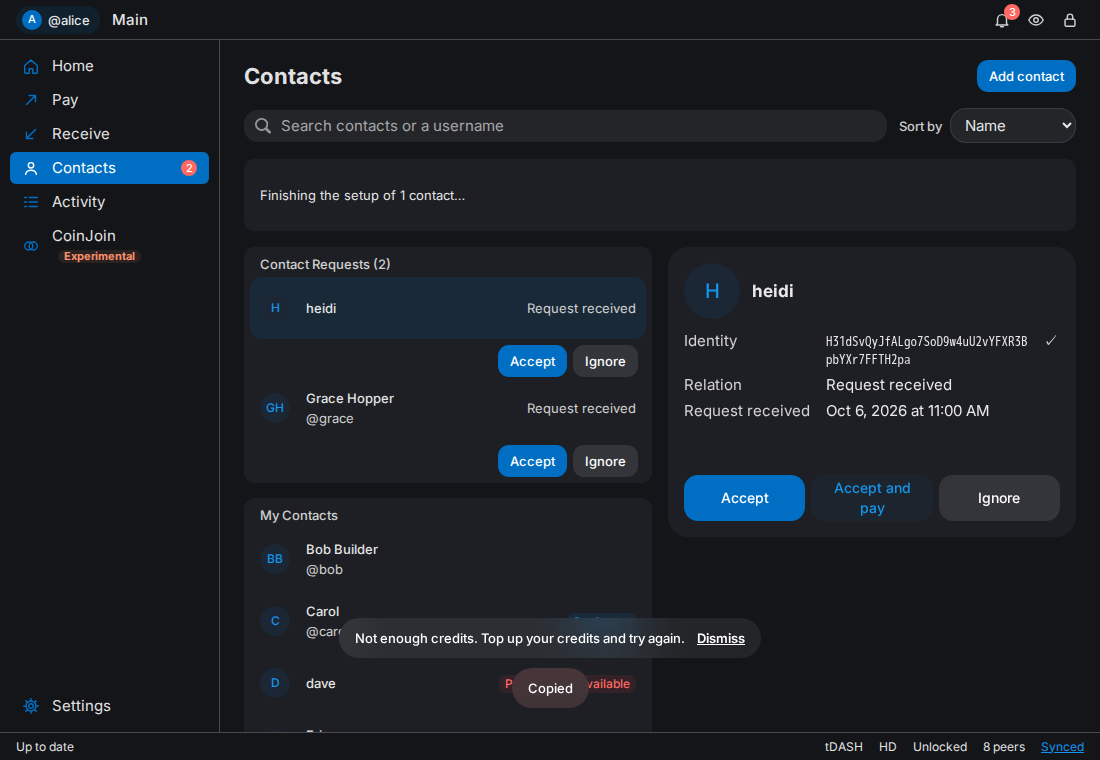 A @alice Main 3
Home
Pay
Receive
Contacts 2
Activity
CoinJoin
Experimental
Settings
Contacts
Add contact
Search contacts or a username
Sort by Name
Finishing the setup of 1 contact...
Contact Requests (2)
H heidi Request received
Accept Ignore
GH Grace Hopper
@grace
Request received
Accept Ignore
My Contacts
BB Bob Builder
@bob
C Carol
D dave
H heidi
Identity H31dSvQyJfALgo7SoD9w4uU2vYFXR3B
pbYXr7FFTH2pa
Relation Request received
Request received Oct 6, 2026 at 11:00 AM
Accept
Accept and
pay
Ignore
Not enough credits. Top up your credits and try again. Dismiss
Copied
Up to date
tDASH HD Unlocked 8 peers Synced